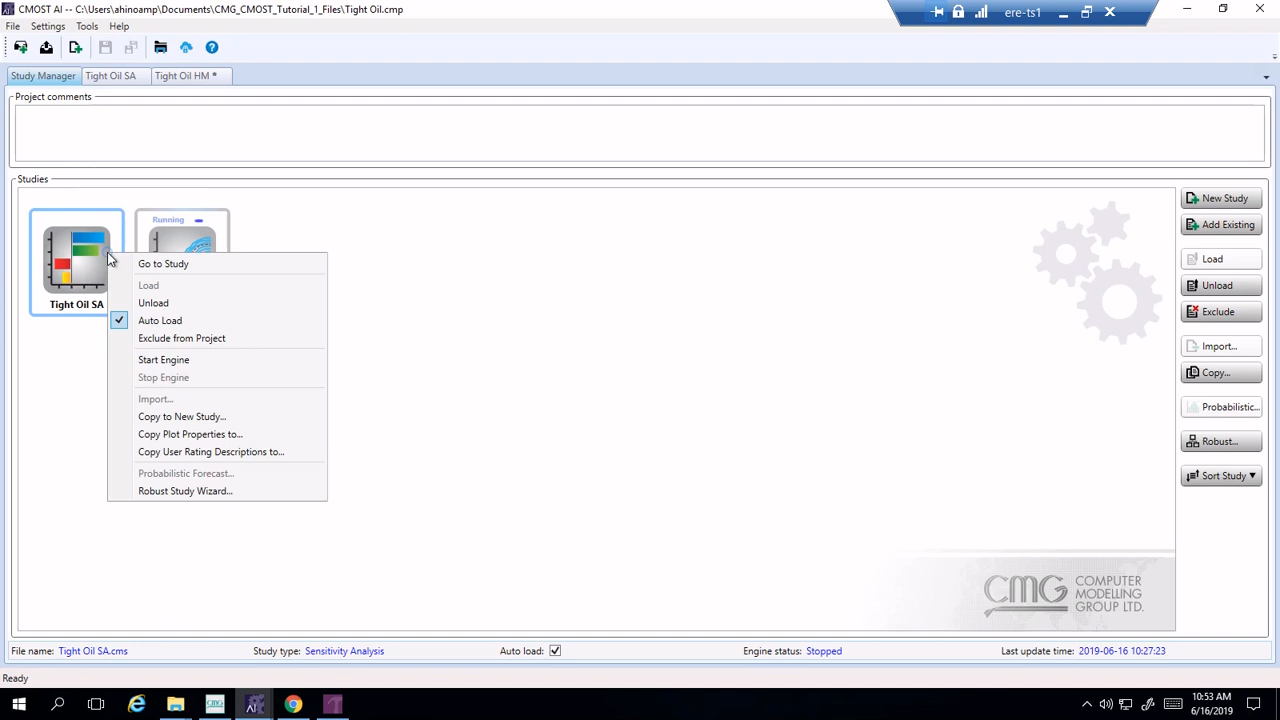 CMOST AI -- C:\Users\ahinoamp\Documents\CMG_CMOST_Tutorial_1_Files\Tight Oil.cmp
ere-ts1
File Settings Tools Help
Study Manager Tight Oil SA Tight Oil HM *
Project comments
Studies
Running
Tight Oil SA
Go to Study
Load
Unload
Auto Load
Exclude from Project
Start Engine
Stop Engine
Import...
Copy to New Study...
Copy Plot Properties to...
Copy User Rating Descriptions to...
Probabilistic Forecast...
Robust Study Wizard...
New Study
Add Existing
Load
Unload
Exclude
Import...
Copy...
Probabilistic...
Robust...
Sort Study
CMG COMPUTER
MODELLING
GROUP LTD.
File name: Tight Oil SA.cms Study type: Sensitivity Analysis Auto load: Engine status: Stopped Last update time: 2019-06-16 10:27:23
Ready
CMG
AI
10:53 AM
6/16/2019